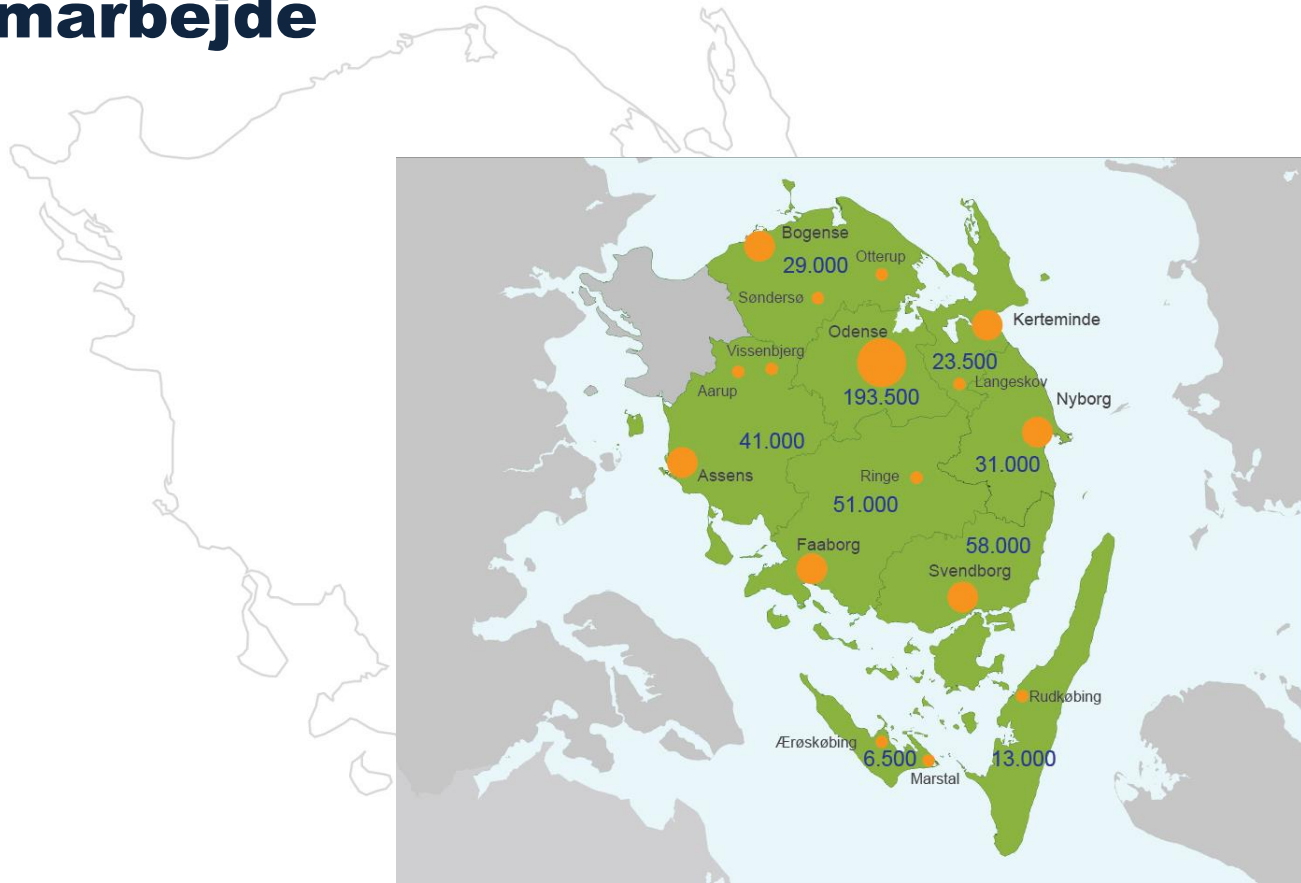 marbejde
Bogense
29.000
Otterup
Søndersø
Odense
Kerteminde
Vissenbjerg
23.500
Langeskov
Aarup
193.500
Nyborg
41.000
31.000
Assens
Ringe
51.000
Faaborg
58.000
Svendborg
Rudkøbing
Ærøskøbing
6.500
13.000
Marstal